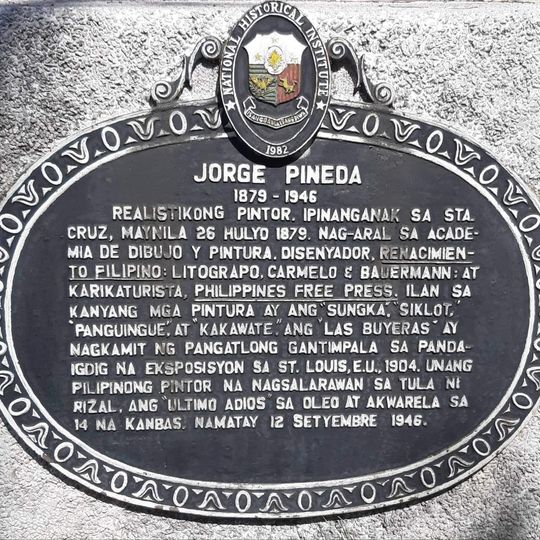 NATIONAL HISTORICAL INSTITUTE
1982
JORGE PINEDA
1879 - 1946
REALISTIKONG PINTOR. IPINANGANAK SA STA.
CRUZ, MAYNILA 26 HULYO 1879. NAG-ARAL SA ACADE-
MIA DE DIBUJO Y PINTURA. DISENYADOR, RENACIMIEN-
TO FILIPINO: LITOGRAPO, CARMELO & BAUERMANN: AT
KARIKATURISTA, PHILIPPINES FREE PRESS. ILAN SA
KANYANG MGA PINTURA AY ANG "SUNGKA," "SIKLOT,"
"PANGUINGUE," AT "KAKAWATE," ANG "LAS BUYERAS" AY
NAGKAMIT NG PANGATLONG GANTIMPALA SA PANDA-
IGDIG NA EKSPOSISYON SA ST. LOUIS, E.U., 1904. UNANG
PILIPINONG PINTOR NA NAGSALARAWAN SA TULA NI
RIZAL, ANG "ULTIMO ADIOS" SA OLEO AT AKWARELA SA
14 NA KANBAS. NAMATAY 12 SETYEMBRE 1946.